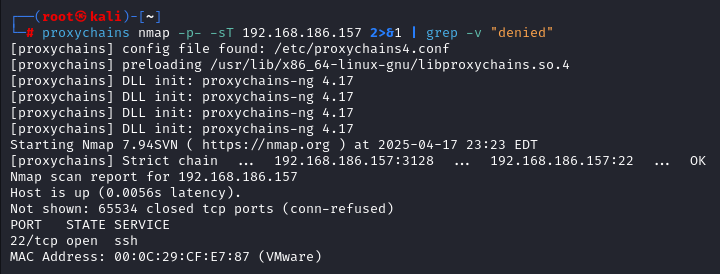 ┌──(root㉿kali)-[~]
└─# proxychains nmap -p- -sT 192.168.186.157 2>&1 | grep -v "denied"
[proxychains] config file found: /etc/proxychains4.conf
[proxychains] preloading /usr/lib/x86_64-linux-gnu/libproxychains.so.4
[proxychains] DLL init: proxychains-ng 4.17
[proxychains] DLL init: proxychains-ng 4.17
[proxychains] DLL init: proxychains-ng 4.17
[proxychains] DLL init: proxychains-ng 4.17
Starting Nmap 7.94SVN ( https://nmap.org ) at 2025-04-17 23:23 EDT
[proxychains] Strict chain  ...  192.168.186.157:3128  ...  192.168.186.157:22  ...  OK
Nmap scan report for 192.168.186.157
Host is up (0.0056s latency).
Not shown: 65534 closed tcp ports (conn-refused)
PORT   STATE SERVICE
22/tcp open  ssh
MAC Address: 00:0C:29:CF:E7:87 (VMware)